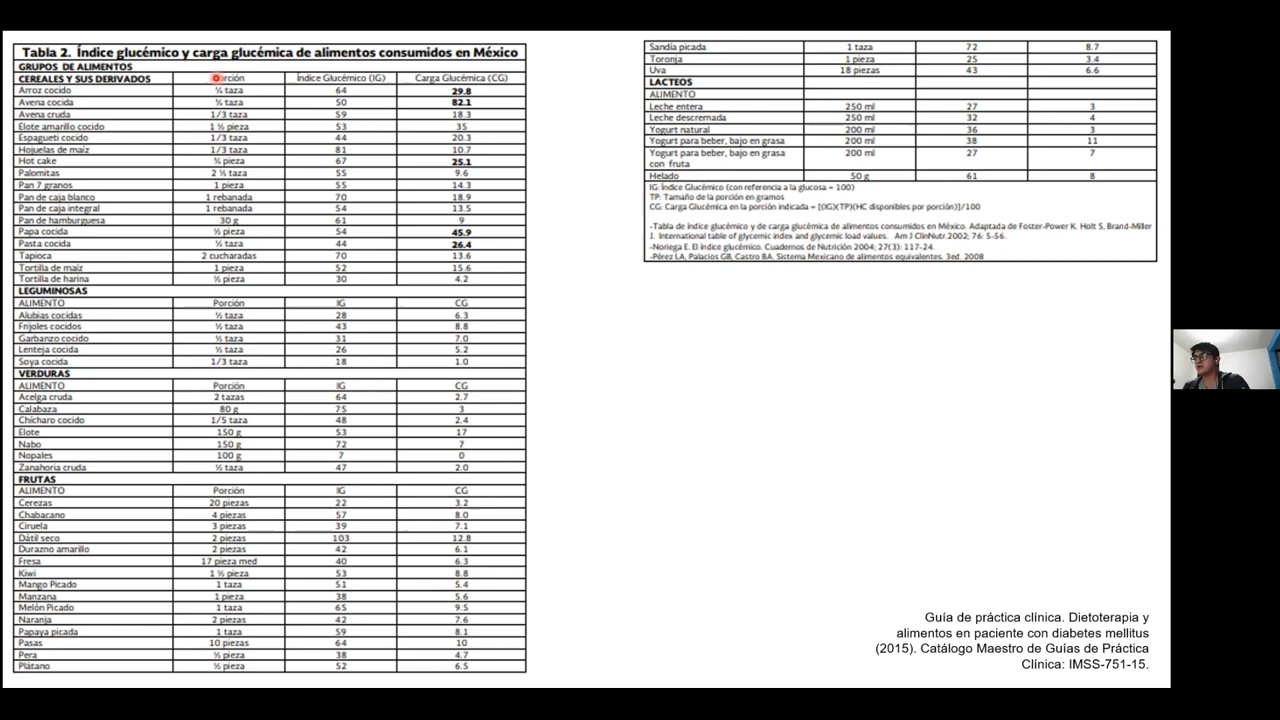 Tabla 2. Índice glucémico y carga glucémica de alimentos consumidos en México
GRUPOS DE ALIMENTOS
CEREALES Y SUS DERIVADOS Porción Índice Glucémico (IG) Carga Glucémica (CG)
Arroz cocido ¼ taza 64 29.8
Avena cocida ¾ taza 50 82.1
Avena cruda 1/3 taza 59 18.3
Elote amarillo cocido 1 ½ pieza 53 35
Espagueti cocido 1/3 taza 44 20.3
Hojuelas de maíz 1/3 taza 81 10.7
Hot cake ¾ pieza 67 25.1
Palomitas 2 ½ taza 55 9.6
Pan 7 granos 1 pieza 55 14.3
Pan de caja blanco 1 rebanada 70 18.9
Pan de caja integral 1 rebanada 54 13.5
Pan de hamburguesa 30 g 61 9
Papa cocida ½ pieza 54 45.9
Pasta cocida ½ taza 44 26.4
Tapioca 2 cucharadas 70 13.6
Tortilla de maíz 1 pieza 52 15.6
Tortilla de harina ½ pieza 30 4.2
LEGUMINOSAS
ALIMENTO Porción IG CG
Alubias cocidas ½ taza 28 6.3
Frijoles cocidos ½ taza 43 8.8
Garbanzo cocido ½ taza 31 7.0
Lenteja cocida ½ taza 26 5.2
Soya cocida 1/3 taza 18 1.0
VERDURAS
ALIMENTO Porción IG CG
Acelga cruda 2 tazas 64 2.7
Calabaza 80 g 75 3
Chícharo cocido 1/5 taza 48 2.4
Elote 150 g 53 17
Nabo 150 g 72 7
Nopales 100 g 7 0
Zanahoria cruda ½ taza 47 2.0
FRUTAS
ALIMENTO Porción IG CG
Cerezas 20 piezas 22 3.2
Chabacano 4 piezas 57 8.0
Ciruela 3 piezas 39 7.1
Dátil seco 2 piezas 103 12.8
Durazno amarillo 2 piezas 42 6.1
Fresa 17 pieza med 40 6.3
Kiwi 1 ½ pieza 53 8.8
Mango Picado 1 taza 51 5.4
Manzana 1 pieza 38 5.6
Melón Picado 1 taza 65 9.5
Naranja 2 piezas 42 7.6
Papaya picada 1 taza 59 8.1
Pasas 10 piezas 64 10
Pera ½ pieza 38 4.7
Plátano ½ pieza 52 6.5
Sandía picada 1 taza 72 8.7
Toronja 1 pieza 25 3.4
Uva 18 piezas 43 6.6
LACTEOS
ALIMENTO
Leche entera 250 ml 27 3
Leche descremada 250 ml 32 4
Yogurt natural 200 ml 36 3
Yogurt para beber, bajo en grasa 200 ml 38 11
Yogurt para beber, bajo en grasa 200 ml 27 7
con fruta
Helado 50 g 61 8
IG: Índice Glucémico (con referencia a la glucosa = 100)
TP: Tamaño de la porción en gramos
CG: Carga Glucémica en la porción indicada = [(IG)(TP)(HC disponibles por porción)]/100
-Tabla de índice glucémico y de carga glucémica de alimentos consumidos en México. Adaptada de Foster-Power K. Holt S, Brand-Miller
J. International table of glycemic index and glycemic load values. Am J ClinNutr.2002; 76: 5-56.
-Noriega E. El índice glucémico. Cuadernos de Nutrición 2004; 27(3): 117-24.
-Pérez LA, Palacios GB, Castro BA. Sistema Mexicano de alimentos equivalentes. 3ed. 2008
Guía de práctica clínica. Dietoterapia y
alimentos en paciente con diabetes mellitus
(2015). Catálogo Maestro de Guías de Práctica
Clínica: IMSS-751-15.